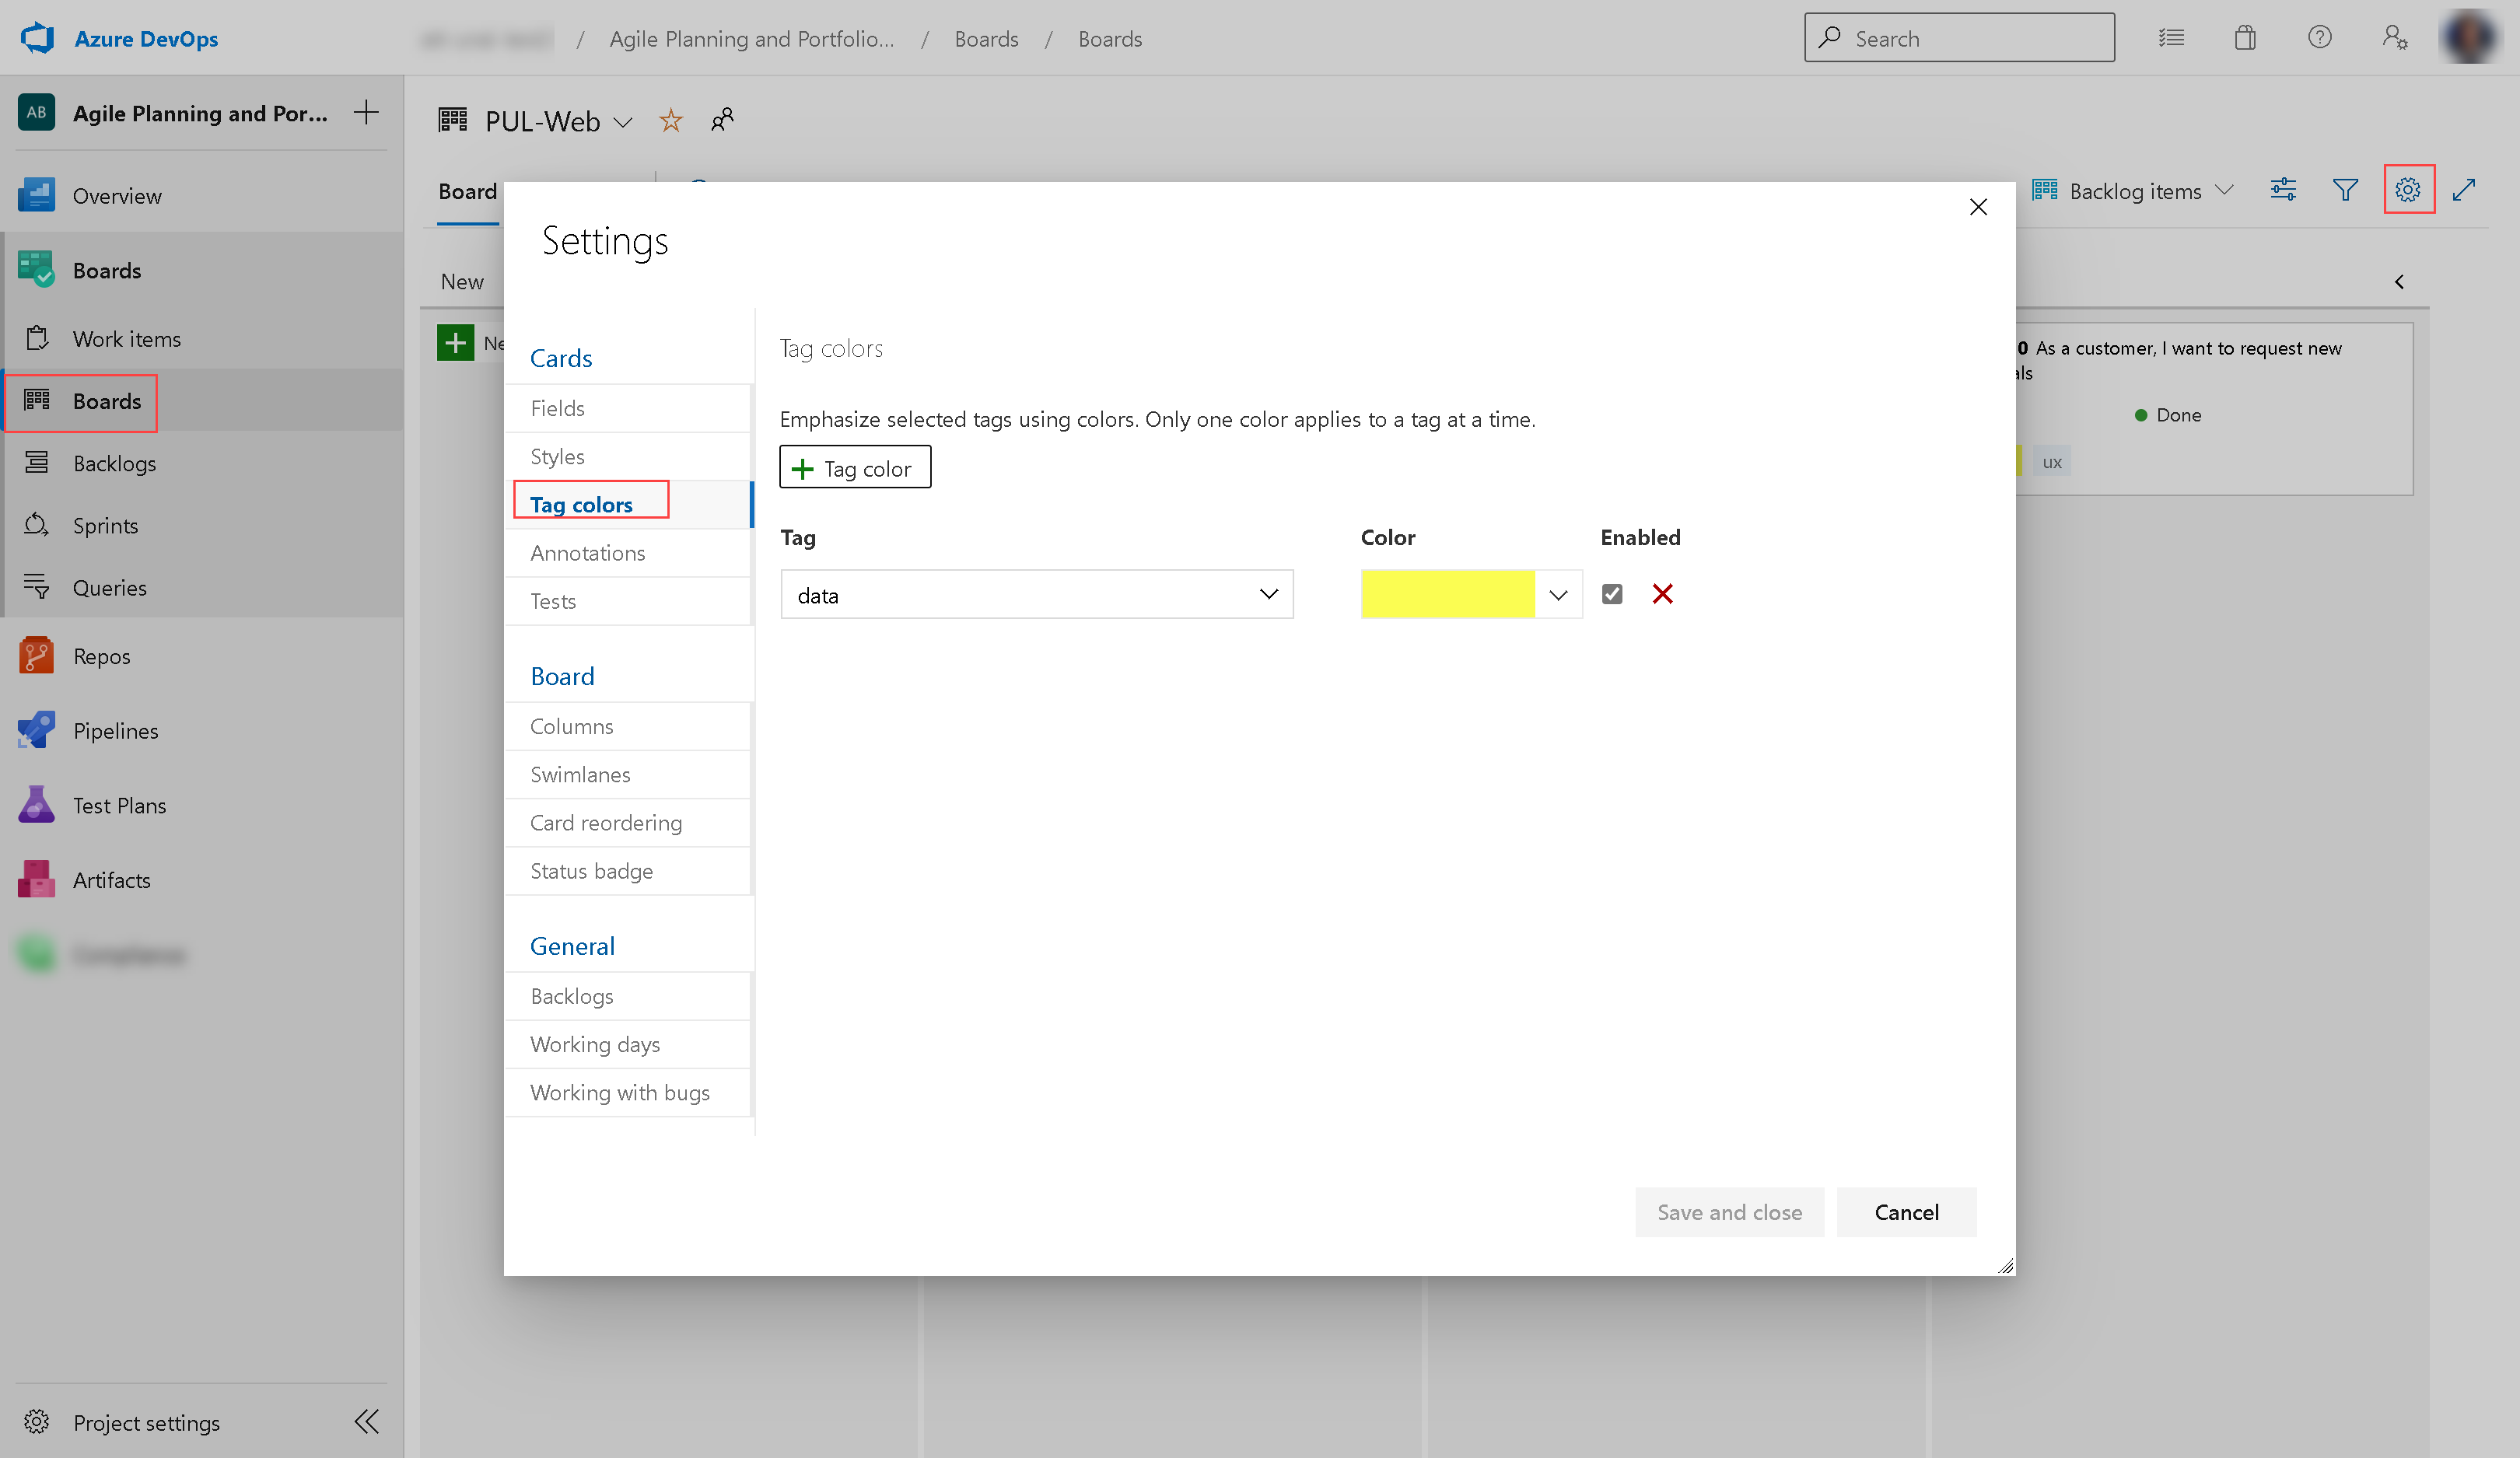 Azure DevOps
/ Agile Planning and Portfolio... / Boards / Boards
Search
AB Agile Planning and Por...
Overview
Boards
Work items
Boards
Backlogs
Sprints
Queries
Repos
Pipelines
Test Plans
Artifacts
Project settings
PUL-Web
Board
Backlog items
New
0 As a customer, I want to request new
als
Done
ux
Settings
Cards
Fields
Styles
Tag colors
Annotations
Tests
Board
Columns
Swimlanes
Card reordering
Status badge
General
Backlogs
Working days
Working with bugs
Tag colors
Emphasize selected tags using colors. Only one color applies to a tag at a time.
Tag color
Tag Color Enabled
data
Save and close Cancel